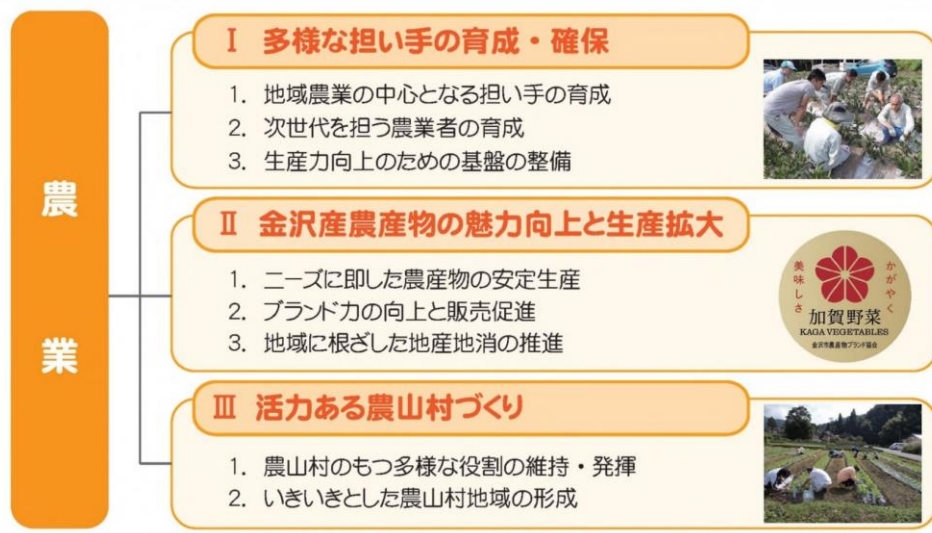 農業
Ⅰ 多様な担い手の育成・確保
1. 地域農業の中心となる担い手の育成
2. 次世代を担う農業者の育成
3. 生産力向上のための基盤の整備
Ⅱ 金沢産農産物の魅力向上と生産拡大
1. ニーズに即した農産物の安定生産
2. ブランド力の向上と販売促進
3. 地域に根ざした地産地消の推進
かがやく
美味しさ
加賀野菜
KAGA VEGETABLES
金沢市農産物ブランド協会
Ⅲ 活力ある農山村づくり
1. 農山村のもつ多様な役割の維持・発揮
2. いきいきとした農山村地域の形成